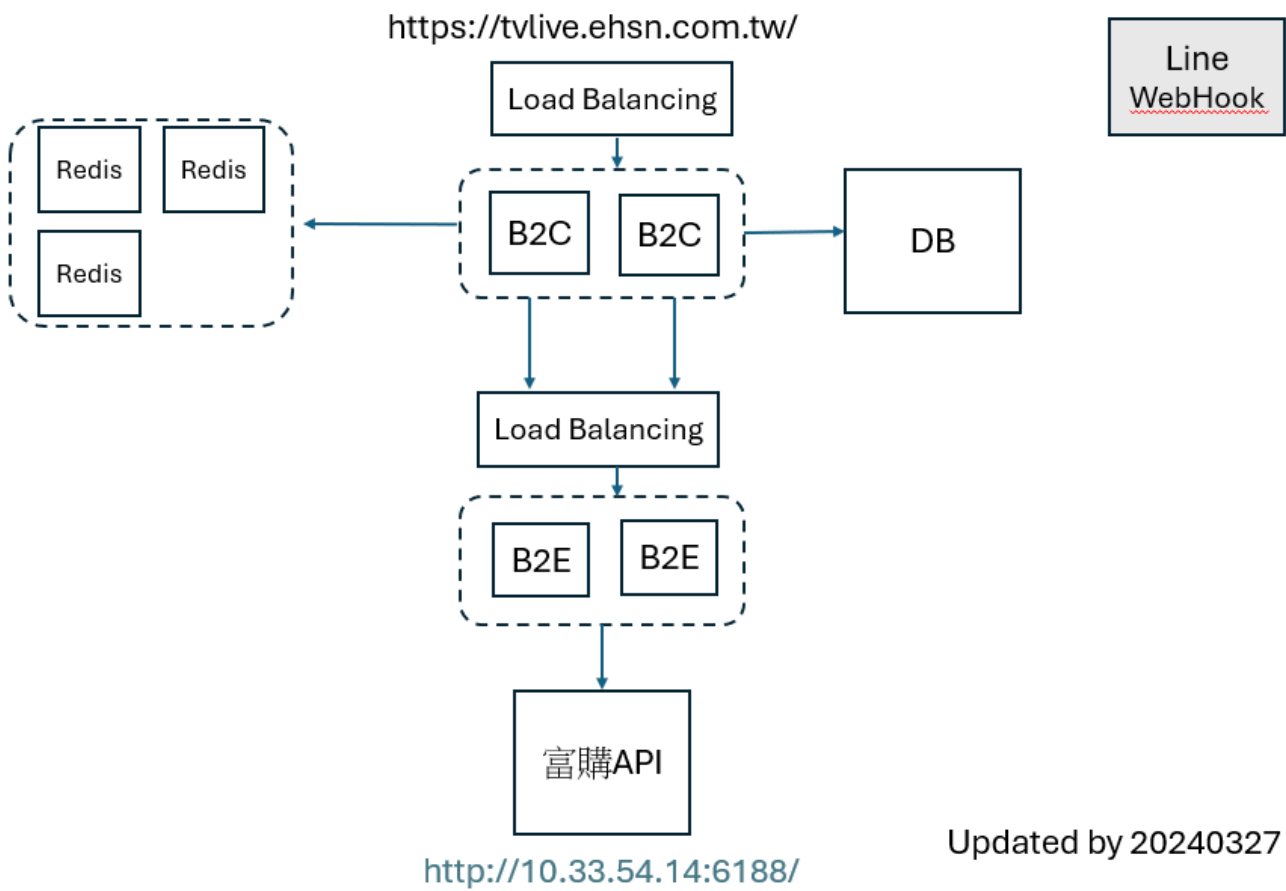 https://tvlive.ehsn.com.tw/
Line
WebHook
Load Balancing
Redis
Redis
Redis
B2C
B2C
DB
Load Balancing
B2E
B2E
富購API
http://10.33.54.14:6188/
Updated by 20240327